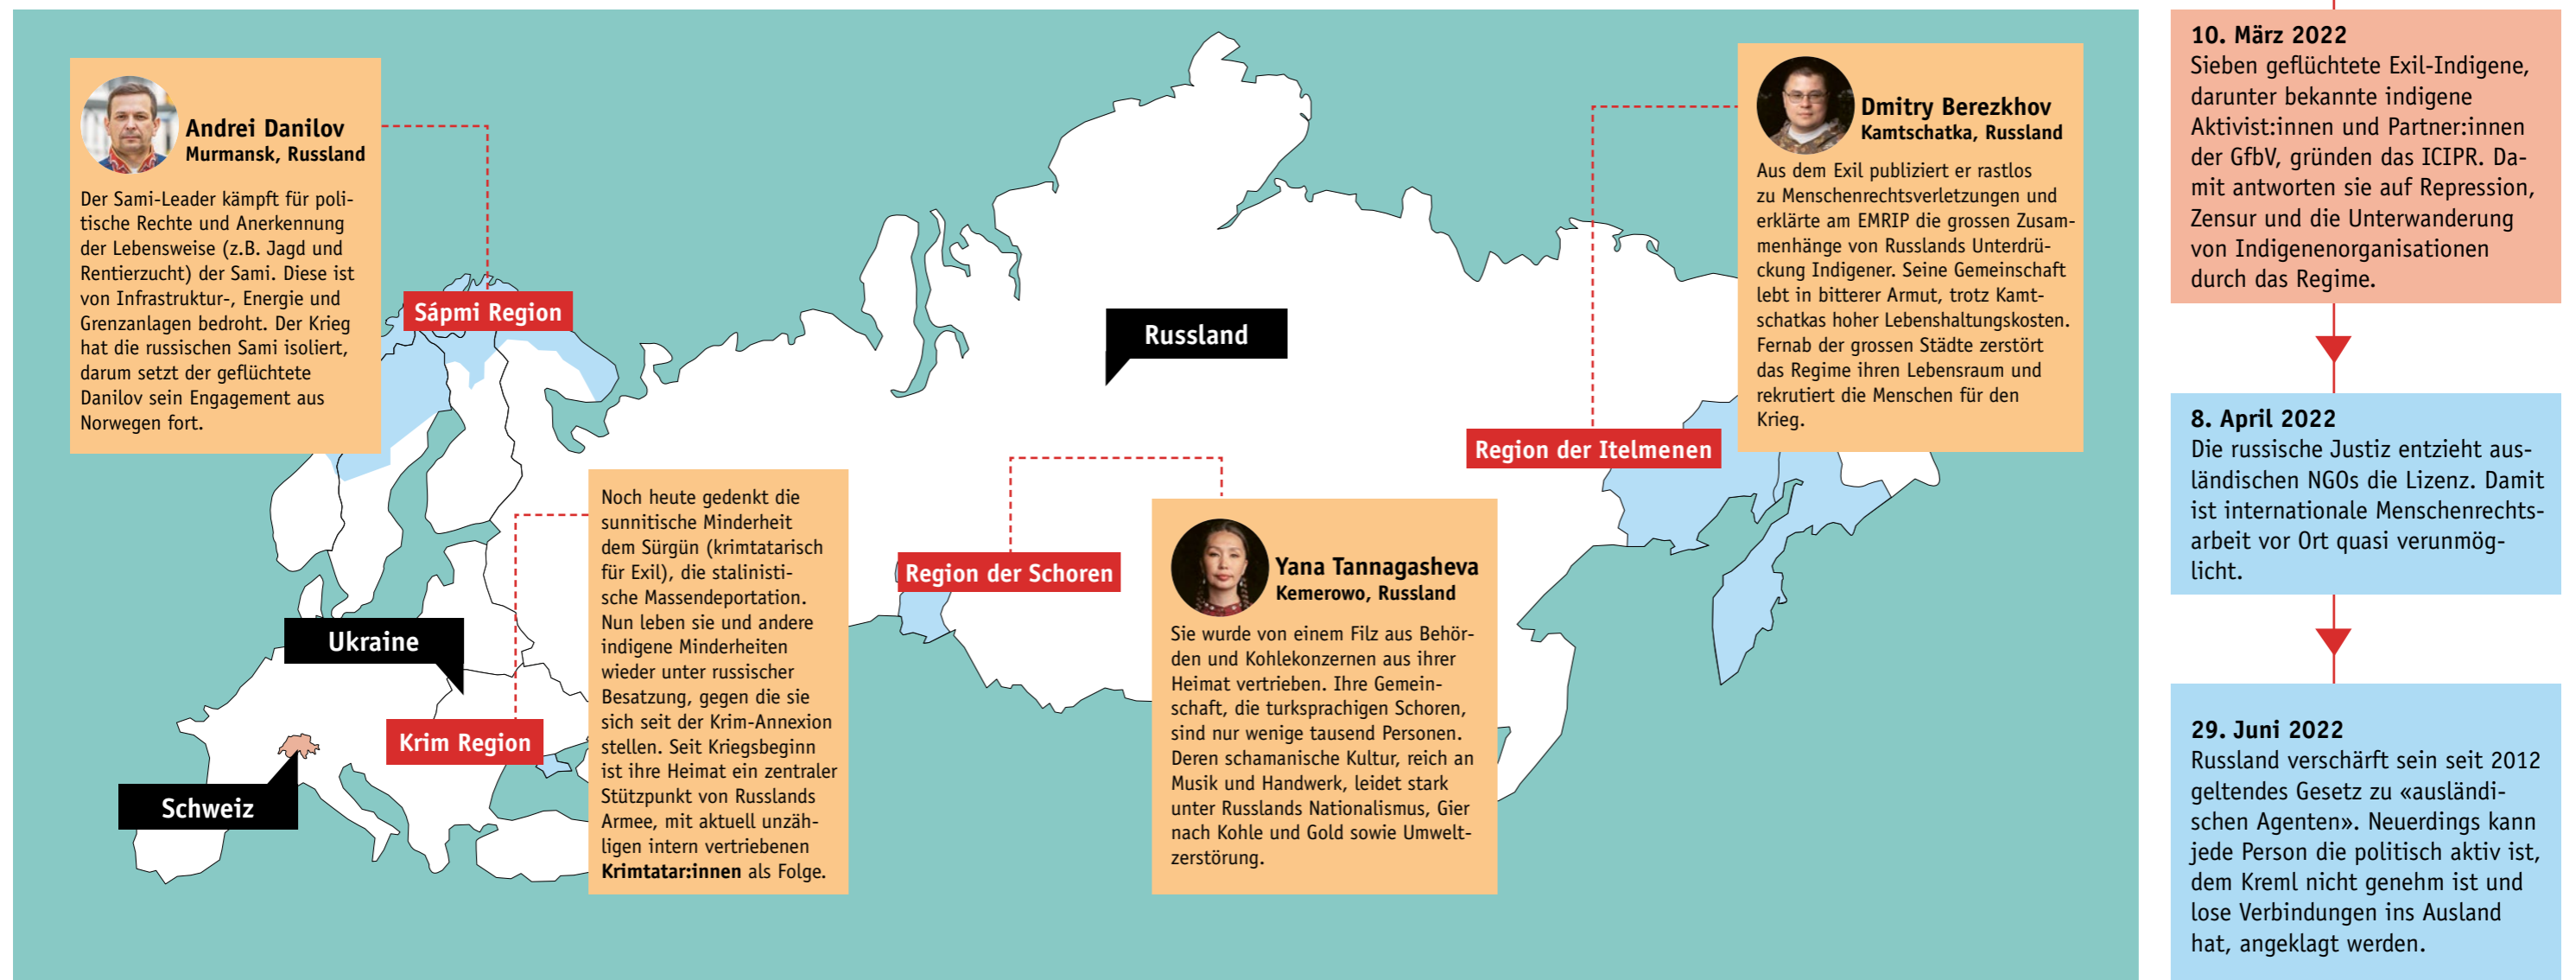 Andrei Danilov
Murmansk, Russland
Der Sami-Leader kämpft für poli-
tische Rechte und Anerkennung
der Lebensweise (z.B. Jagd und
Rentierzucht) der Sami. Diese ist
von Infrastruktur-, Energie und
Grenzanlagen bedroht. Der Krieg
hat die russischen Sami isoliert,
darum setzt der geflüchtete
Danilov sein Engagement aus
Norwegen fort.
Sápmi Region
Russland
Dmitry Berezkhov
Kamtschatka, Russland
Aus dem Exil publiziert er rastlos
zu Menschenrechtsverletzungen und
erklärte am EMRIP die grossen Zusam-
menhänge von Russlands Unterdrü-
ckung Indigener. Seine Gemeinschaft
lebt in bitterer Armut, trotz Kamt-
schatkas hoher Lebenshaltungskosten.
Fernab der grossen Städte zerstört
das Regime ihren Lebensraum und
rekrutiert die Menschen für den
Krieg.
Region der Itelmenen
Noch heute gedenkt die
sunnitische Minderheit
dem Sürgün (krimtatarisch
für Exil), die stalinisti-
sche Massendeportation.
Nun leben sie und andere
indigene Minderheiten
wieder unter russischer
Besatzung, gegen die sie
sich seit der Krim-Annexion
stellen. Seit Kriegsbeginn
ist ihre Heimat ein zentraler
Stützpunkt von Russlands
Armee, mit aktuell unzäh-
ligen intern vertriebenen
Krimtatar:innen als Folge.
Region der Schoren
Yana Tannagasheva
Kemerowo, Russland
Sie wurde von einem Filz aus Behör-
den und Kohlekonzernen aus ihrer
Heimat vertrieben. Ihre Gemein-
schaft, die turksprachigen Schoren,
sind nur wenige tausend Personen.
Deren schamanische Kultur, reich an
Musik und Handwerk, leidet stark
unter Russlands Nationalismus, Gier
nach Kohle und Gold sowie Umwelt-
zerstörung.
Ukraine
Krim Region
Schweiz
10. März 2022
Sieben geflüchtete Exil-Indigene,
darunter bekannte indigene
Aktivist:innen und Partner:innen
der GfbV, gründen das ICIPR. Da-
mit antworten sie auf Repression,
Zensur und die Unterwanderung
von Indigenenorganisationen
durch das Regime.
8. April 2022
Die russische Justiz entzieht aus-
ländischen NGOs die Lizenz. Damit
ist internationale Menschenrechts-
arbeit vor Ort quasi verunmög-
licht.
29. Juni 2022
Russland verschärft sein seit 2012
geltendes Gesetz zu «ausländi-
schen Agenten». Neuerdings kann
jede Person die politisch aktiv ist,
dem Kreml nicht genehm ist und
lose Verbindungen ins Ausland
hat, angeklagt werden.